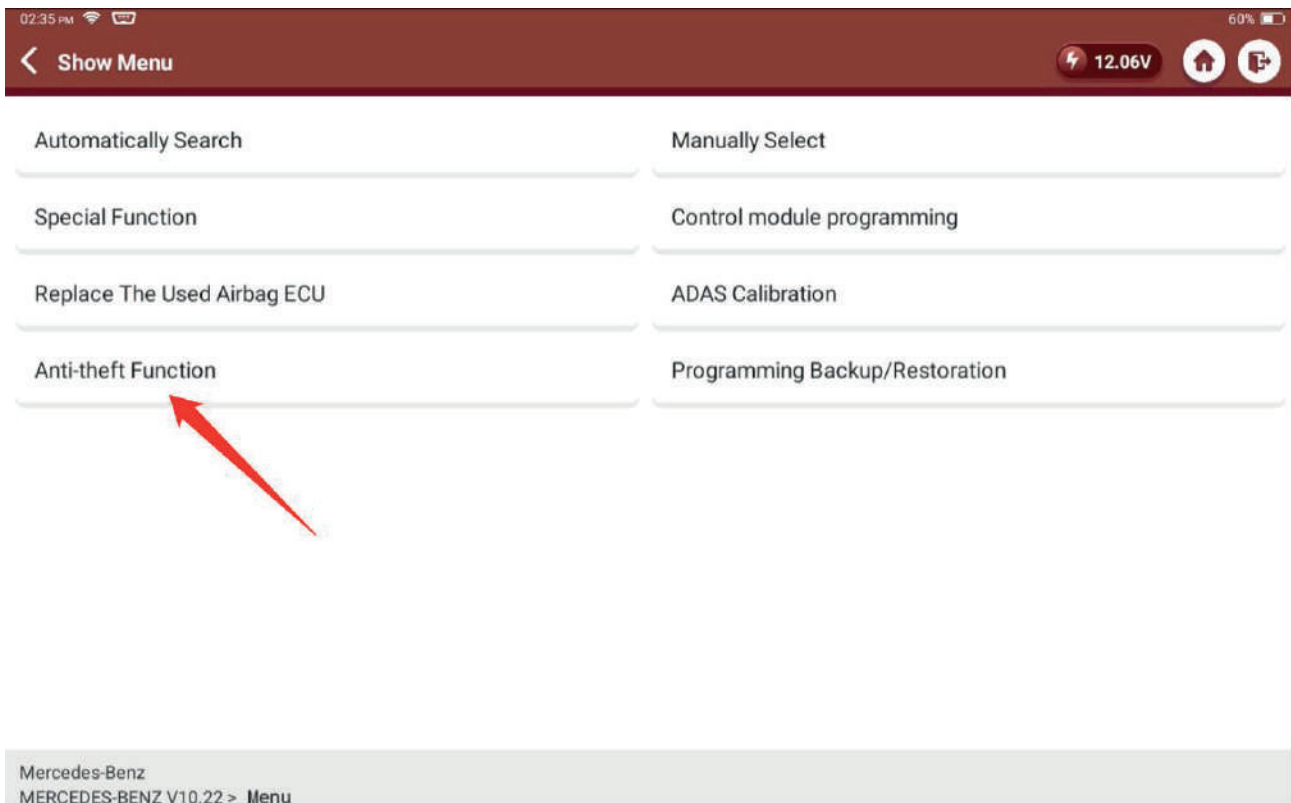 02:35 PM
60%
Show Menu
12.06V
Automatically Search
Manually Select
Special Function
Control module programming
Replace The Used Airbag ECU
ADAS Calibration
Anti-theft Function
Programming Backup/Restoration
Mercedes-Benz
MERCEDES-BENZ V10.22 > Menu